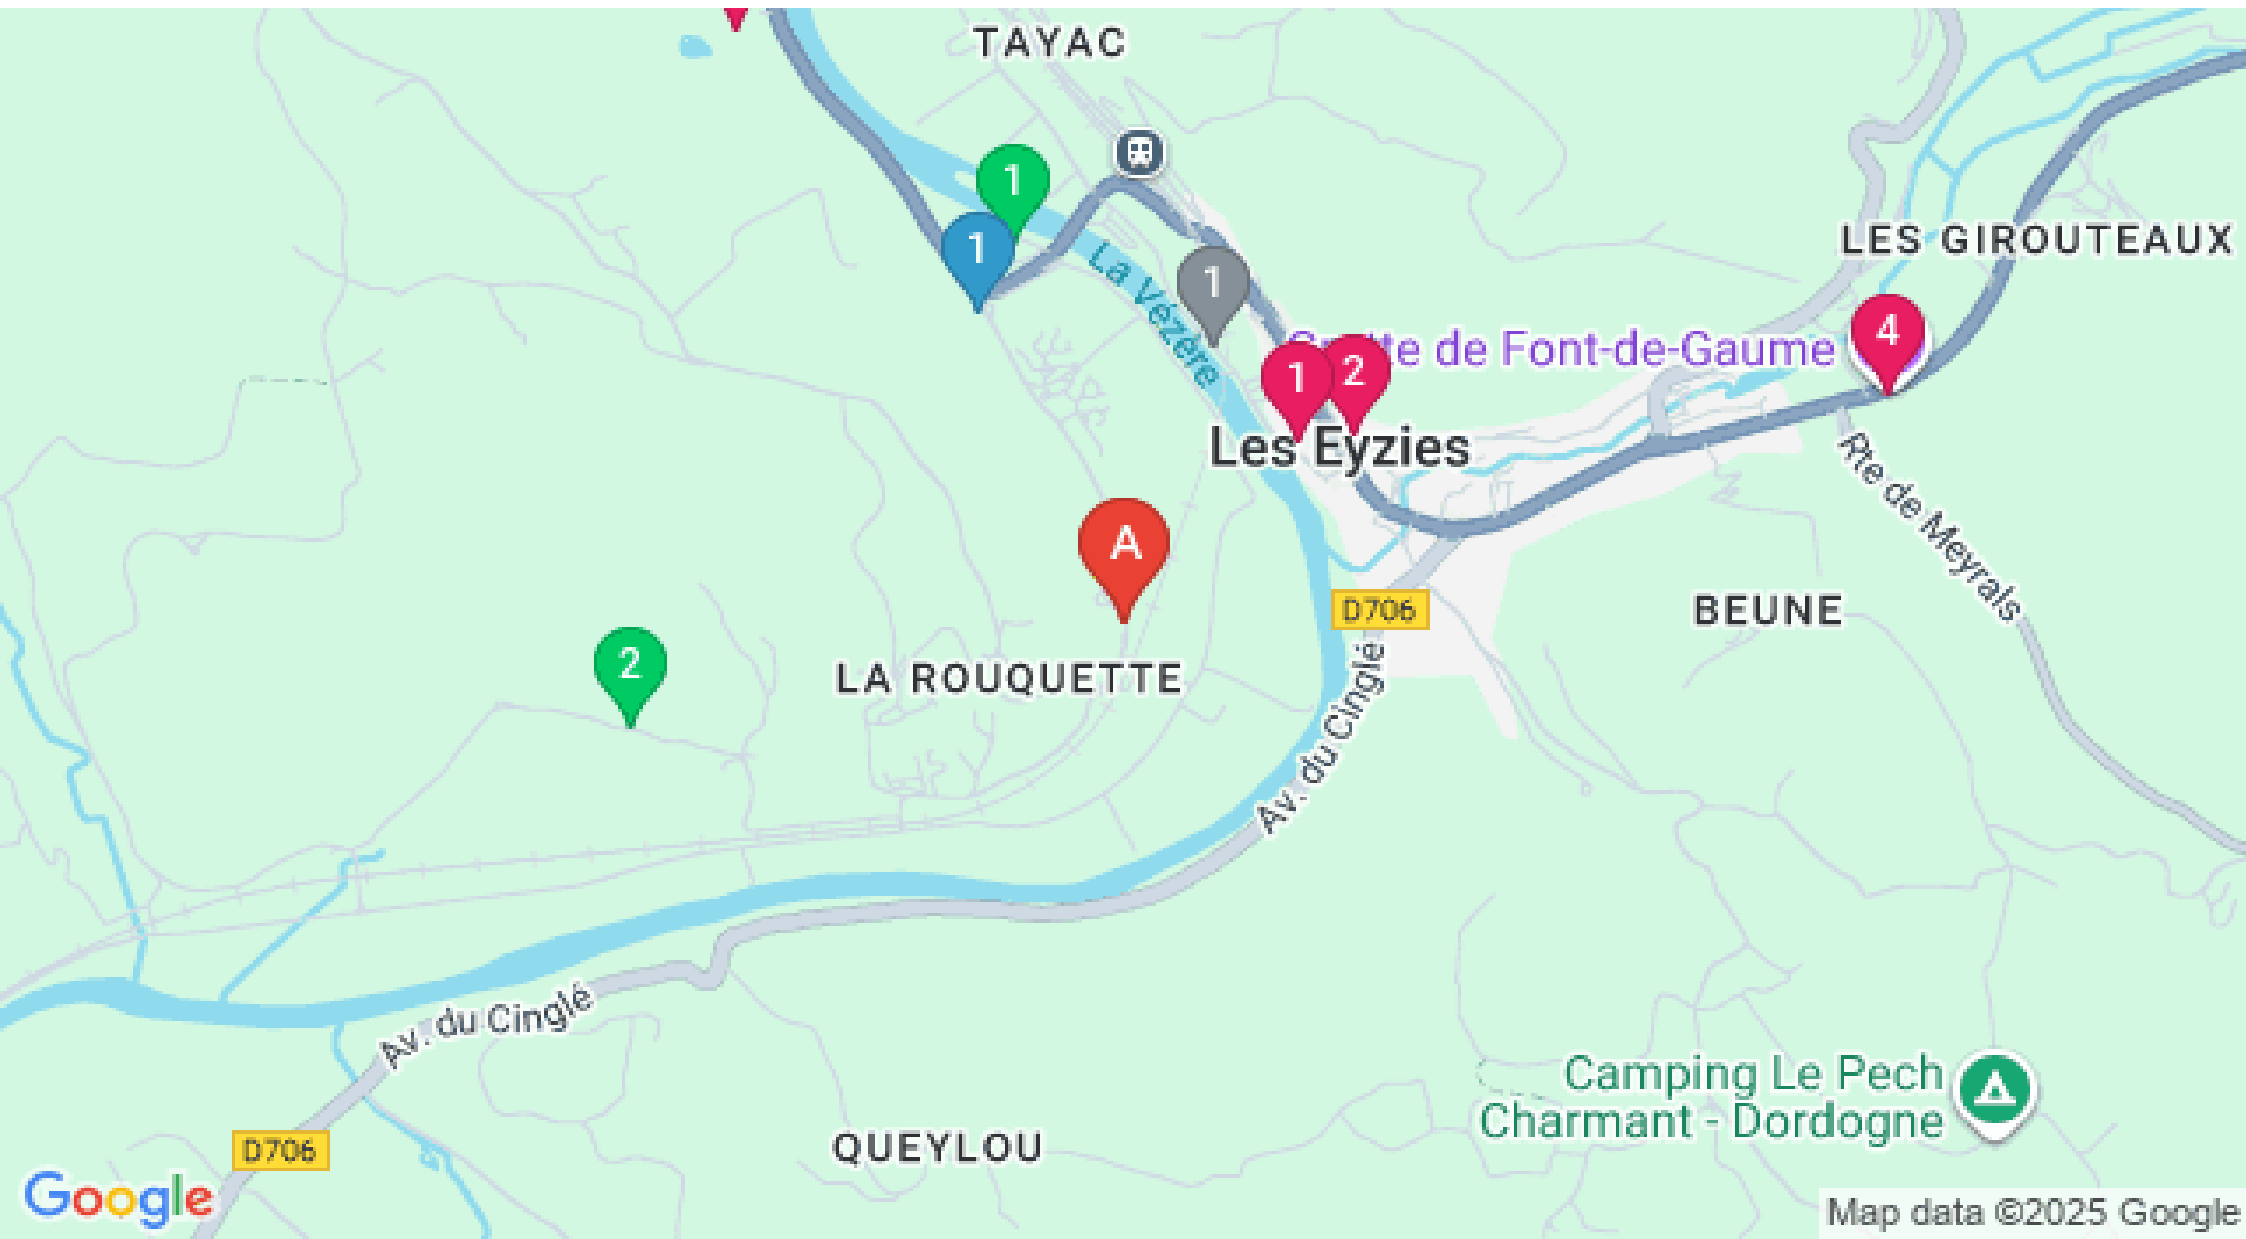 TAYAC
1
1
1
La Vézère
LES GIROUTEAUX
4
Grotte de Font-de-Gaume
1
2
Les Eyzies
Rte de Meyrals
A
D706
BEUNE
2
LA ROUQUETTE
Av. du Cinglé
Av. du Cinglé
Camping Le Pech
Charmant - Dordogne
QUEYLOU
D706
Google
Map data ©2025 Google